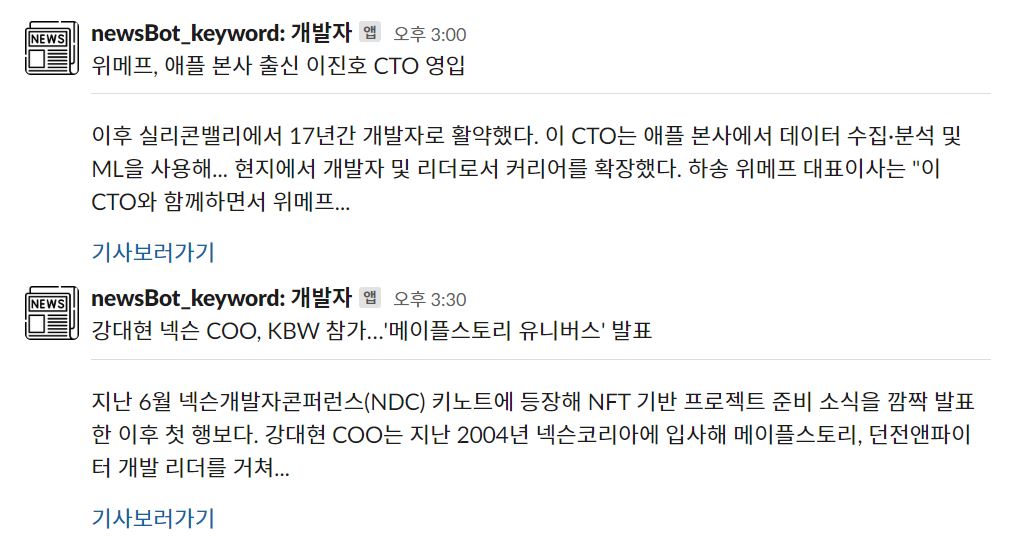 NEWS
newsBot_keyword: 개발자 앱 오후 3:00
위메프, 애플 본사 출신 이진호 CTO 영입
이후 실리콘밸리에서 17년간 개발자로 활약했다. 이 CTO는 애플 본사에서 데이터 수집·분석 및
ML을 사용해... 현지에서 개발자 및 리더로서 커리어를 확장했다. 하송 위메프 대표이사는 "이
CTO와 함께하면서 위메프...
기사보러가기
NEWS
newsBot_keyword: 개발자 앱 오후 3:30
강대현 넥슨 COO, KBW 참가...'메이플스토리 유니버스' 발표
지난 6월 넥슨개발자콘퍼런스(NDC) 키노트에 등장해 NFT 기반 프로젝트 준비 소식을 깜짝 발표
한 이후 첫 행보다. 강대현 COO는 지난 2004년 넥슨코리아에 입사해 메이플스토리, 던전앤파이
터 개발 리더를 거쳐...
기사보러가기